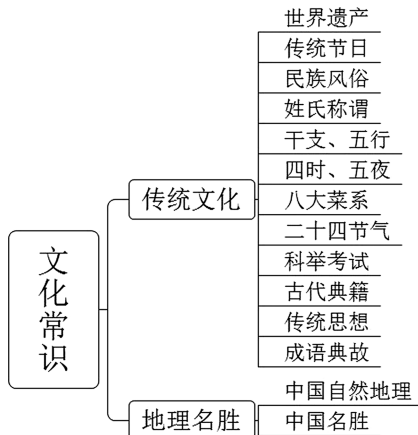 世界遗产
传统节日
民族风俗
姓氏称谓
干支、五行
四时、五夜
传统文化
八大菜系
二十四节气
文化常识
科举考试
古代典籍
传统思想
成语典故
中国自然地理
地理名胜
中国名胜